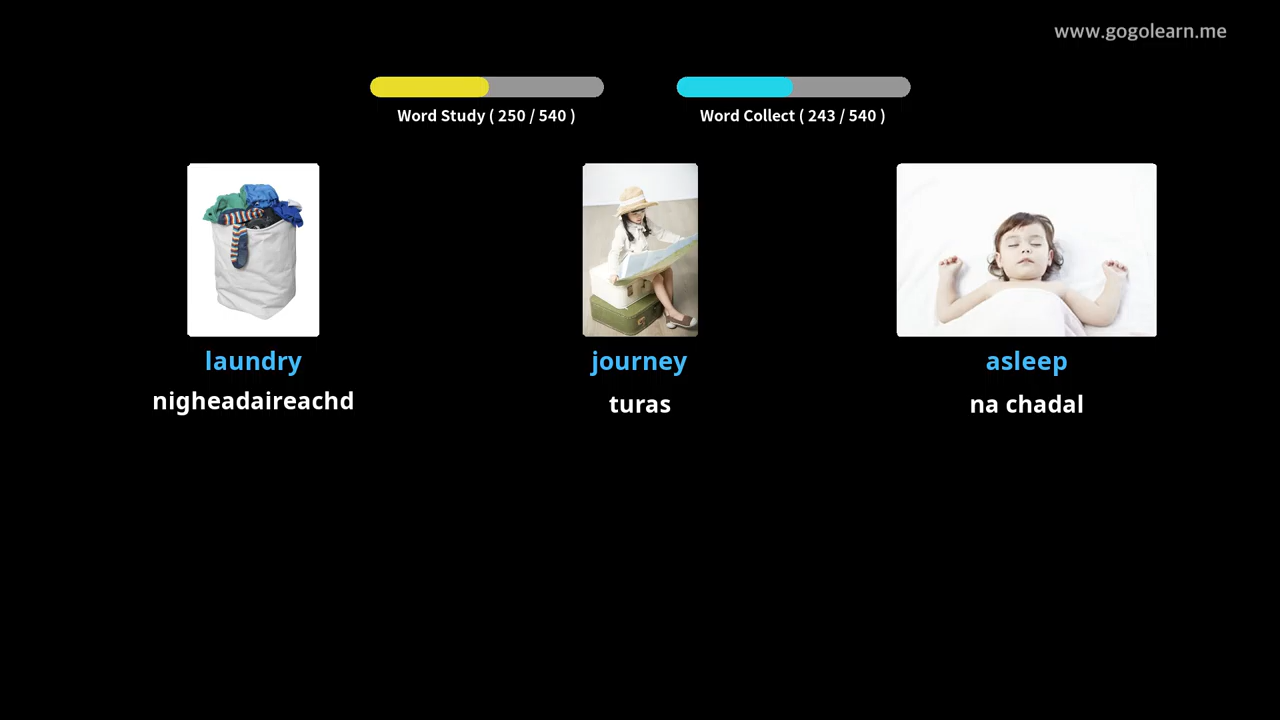 www.gogolearn.me
Word Study ( 250 / 540 )
Word Collect ( 243 / 540 )
laundry
journey
asleep
nigheadaireachd
turas
na chadal